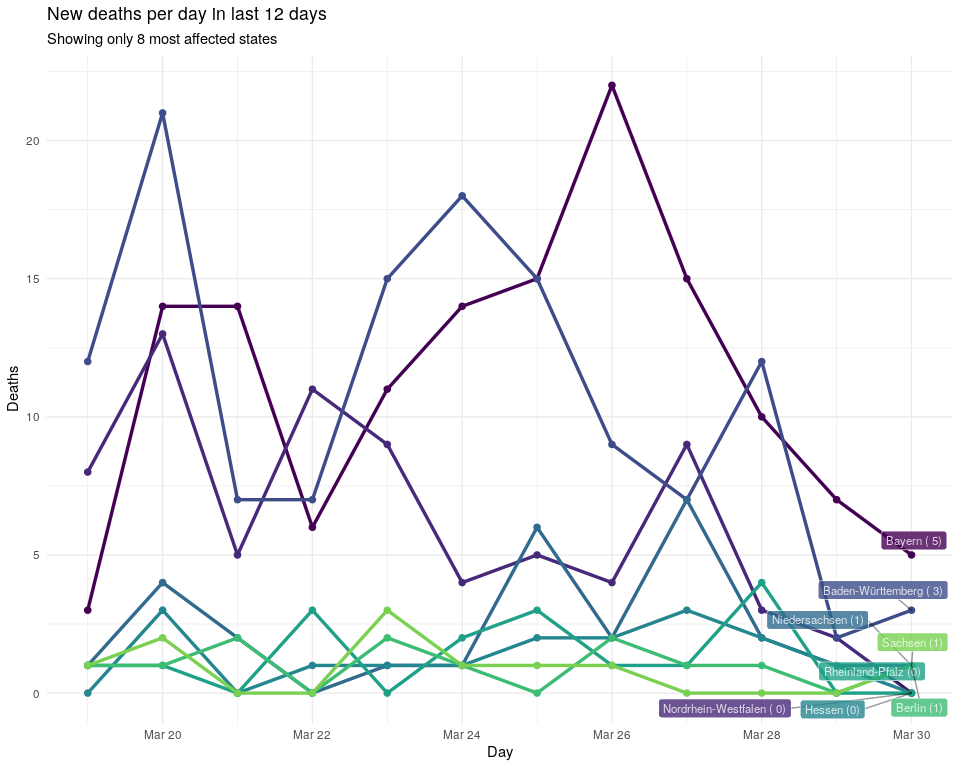 New deaths per day in last 12 days
Showing only 8 most affected states
Deaths
20
15
10
5
0
Bayern ( 5)
Baden-Württemberg ( 3)
Niedersachsen (1)
Sachsen (1)
Rheinland-Pfalz (0)
Nordrhein-Westfalen ( 0)
Hessen (0)
Berlin (1)
Mar 20
Mar 22
Mar 24
Mar 26
Mar 28
Mar 30
Day